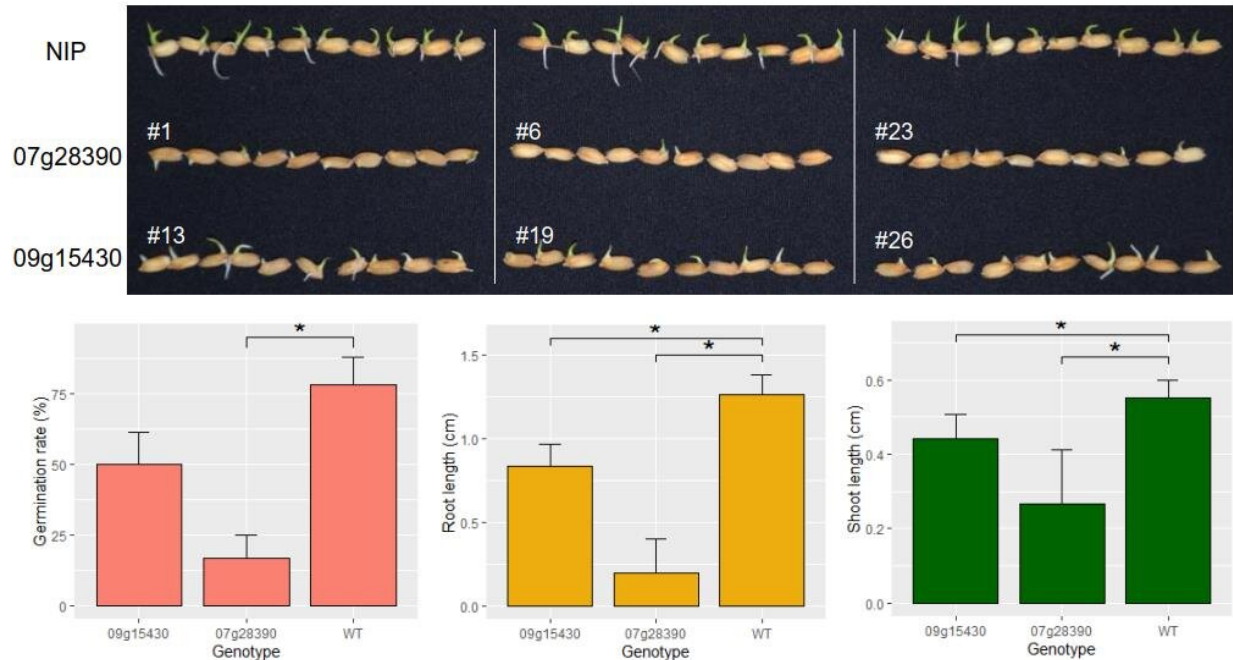 NIP
07g28390
#1
#6
#23
09g15430
#13
#19
#26
*
Germination rate (%)
75
50
25
0
09g15430 07g28390 WT
Genotype
*
*
Root length (cm)
1.5
1.0
0.5
0.0
09g15430 07g28390 WT
Genotype
*
*
Shoot length (cm)
0.6
0.4
0.2
0.0
09g15430 07g28390 WT
Genotype